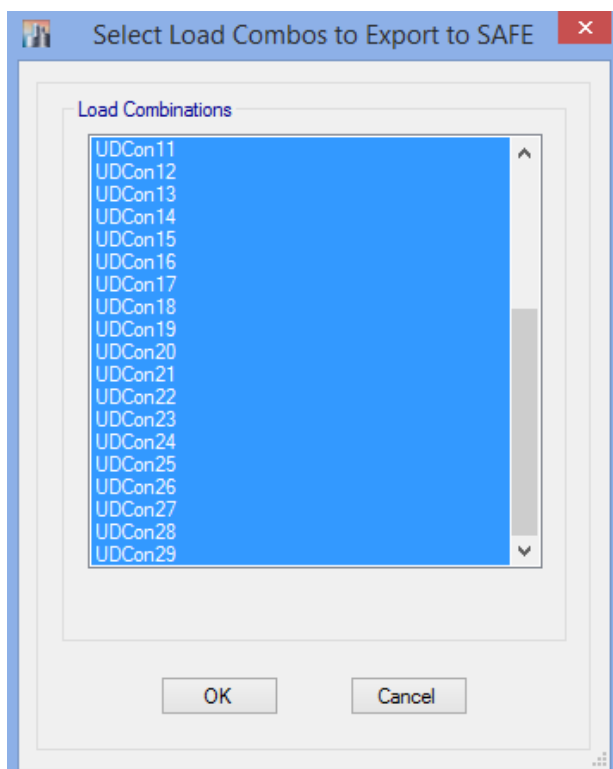 Select Load Combos to Export to SAFE
Load Combinations
UDCon11
UDCon12
UDCon13
UDCon14
UDCon15
UDCon16
UDCon17
UDCon18
UDCon19
UDCon20
UDCon21
UDCon22
UDCon23
UDCon24
UDCon25
UDCon26
UDCon27
UDCon28
UDCon29
OK Cancel